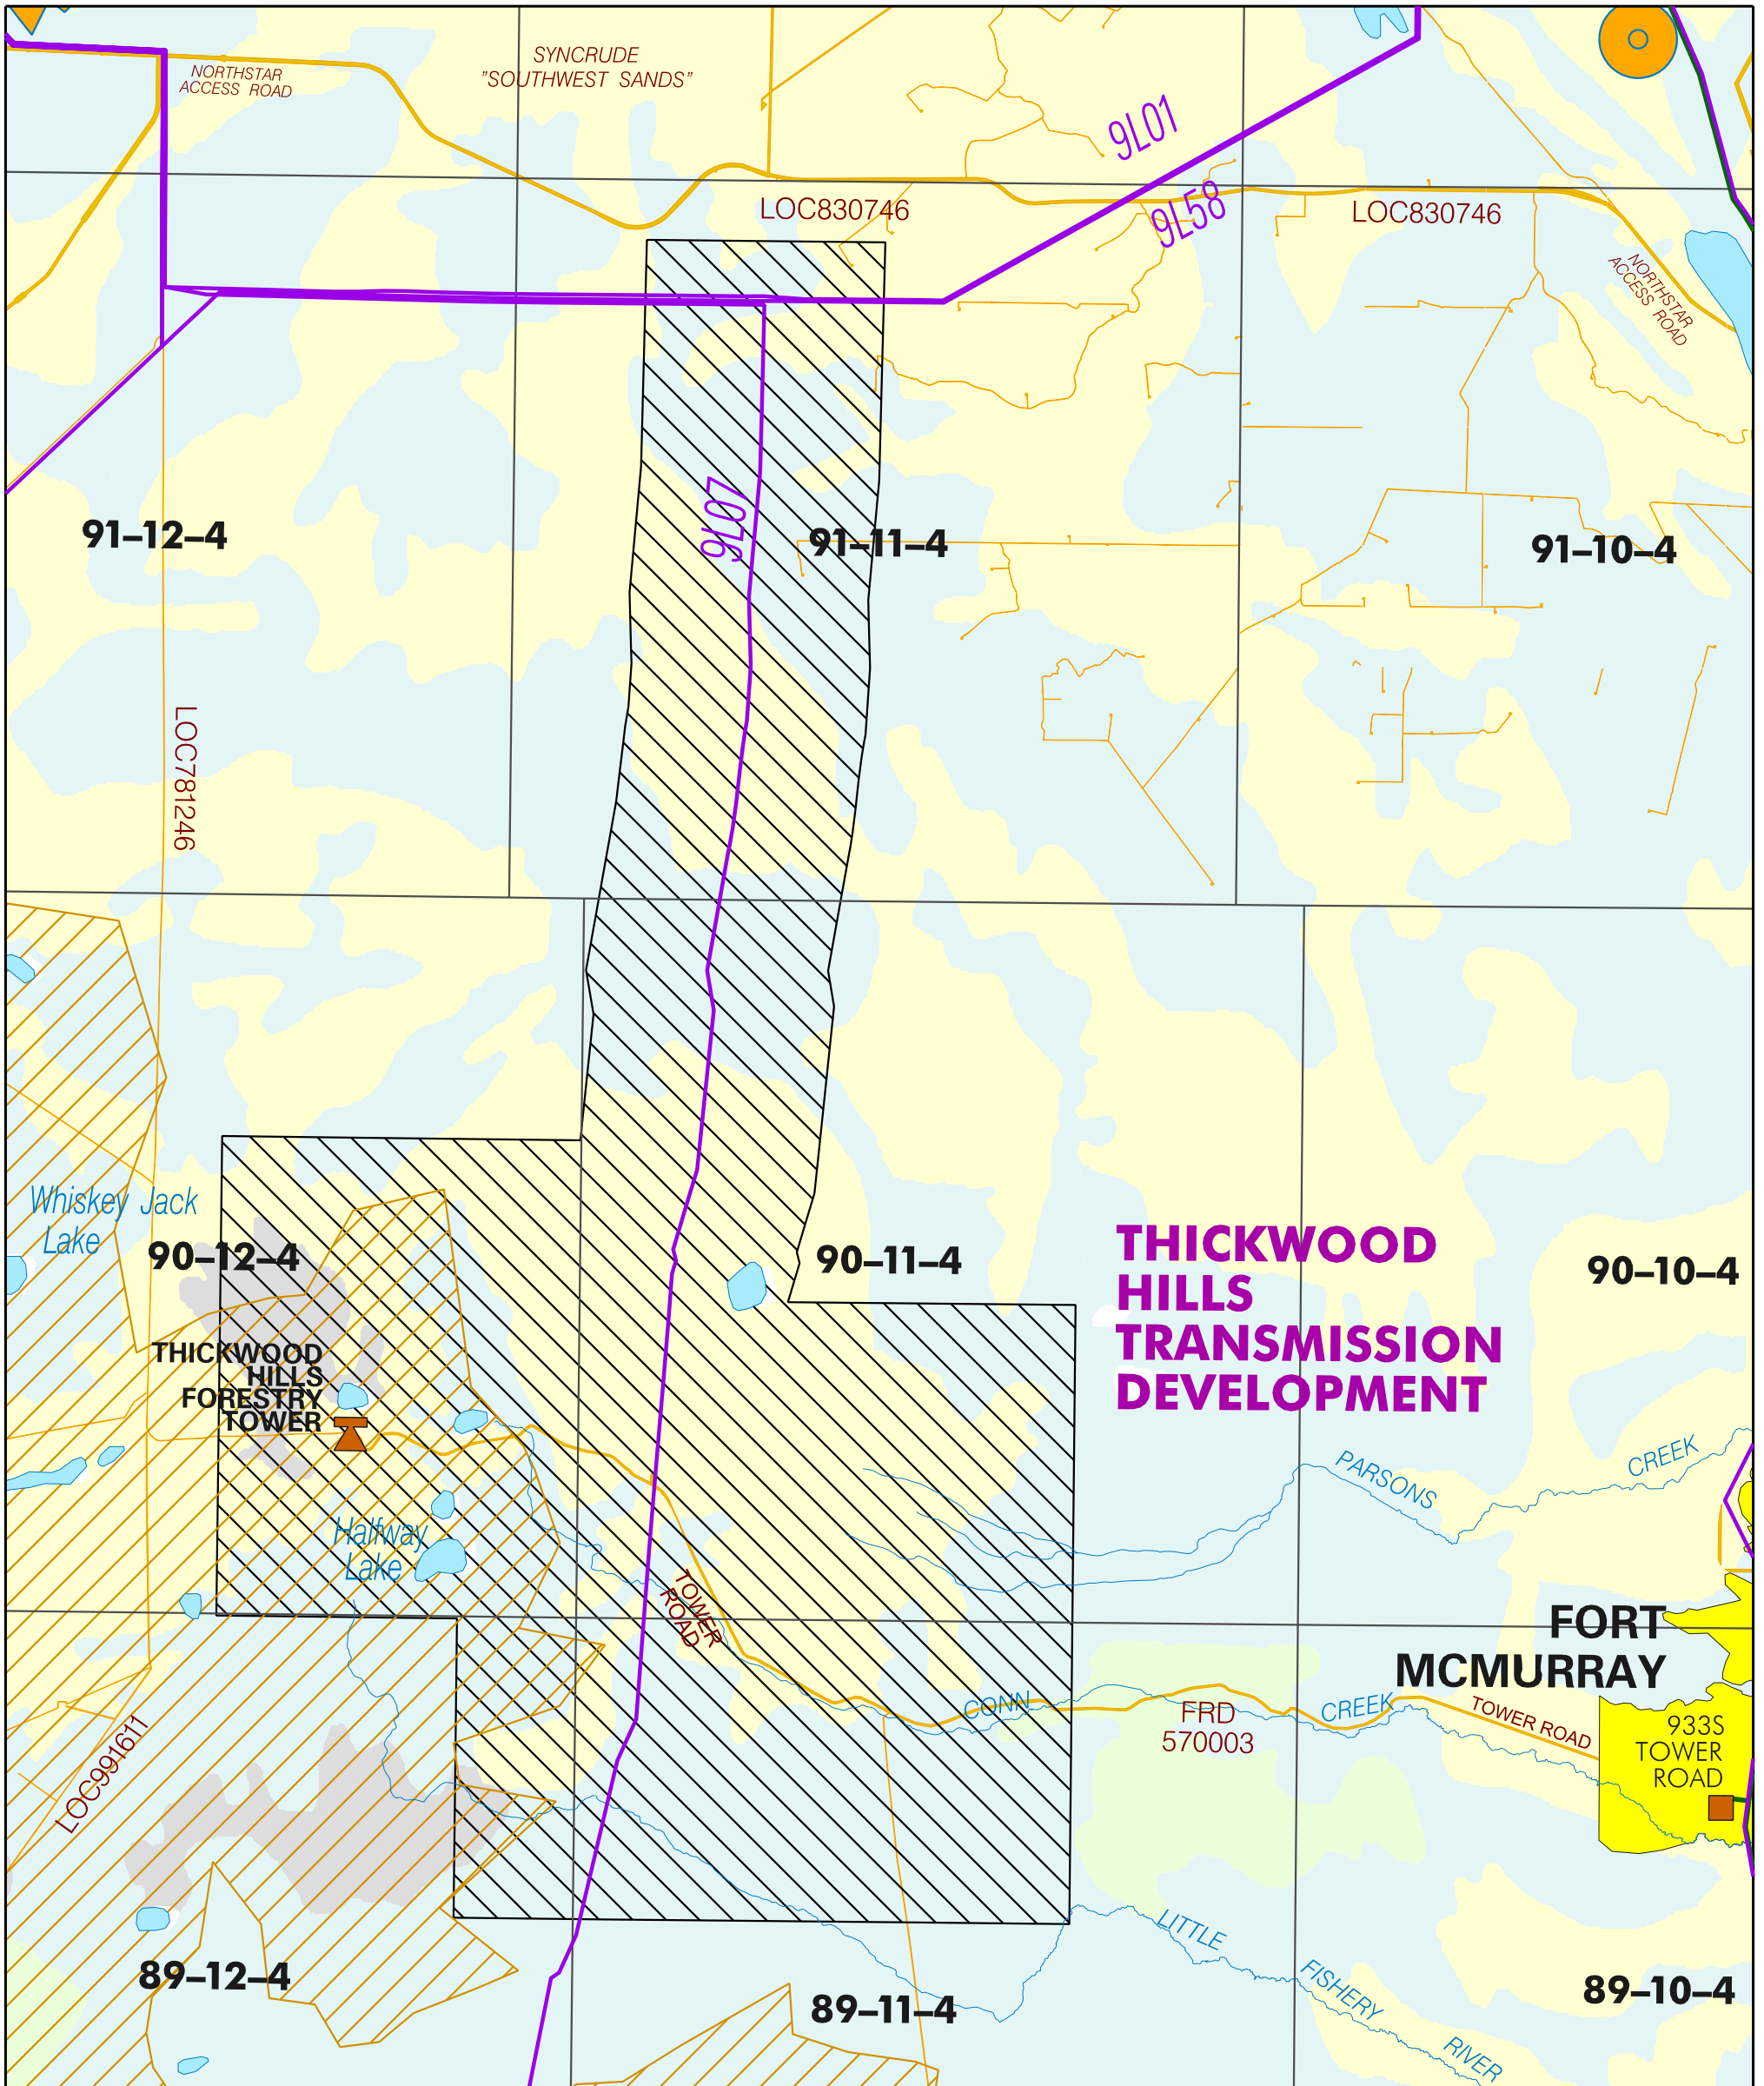 SYNCRUDE
"SOUTHWEST SANDS"
NORTHSTAR
ACCESS ROAD
9L01
9L58
LOC830746
LOC830746
NORTHSTAR
ACCESS ROAD
9L07
91–12–4
91–11–4
91–10–4
LOC781246
Whiskey Jack
Lake
90–12–4
90–11–4
90–10–4
THICKWOOD
HILLS
TRANSMISSION
DEVELOPMENT
THICKWOOD
HILLS
FORESTRY
TOWER
PARSONS
CREEK
Halfway
Lake
TOWER
ROAD
FORT
MCMURRAY
CONN
CREEK
FRD
570003
TOWER ROAD
933S
TOWER
ROAD
LOC991611
LITTLE
FISHERY
RIVER
89–12–4
89–11–4
89–10–4